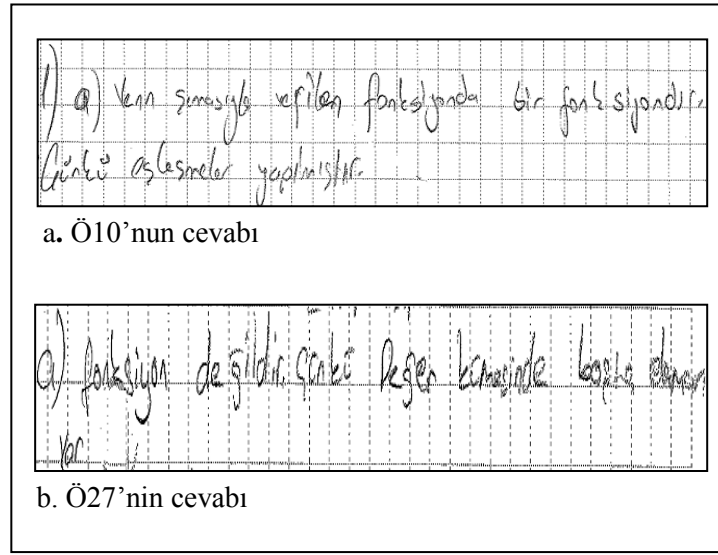 1) a) Venn şemasıyla verilen fonksiyonda bir fonksiyondur.
Çünkü eşleşmeler yapılmıştır.
a. Ö10’nun cevabı
a) fonksiyon değildir. Çünkü Değer kümesinde boşta eleman
var
b. Ö27’nin cevabı